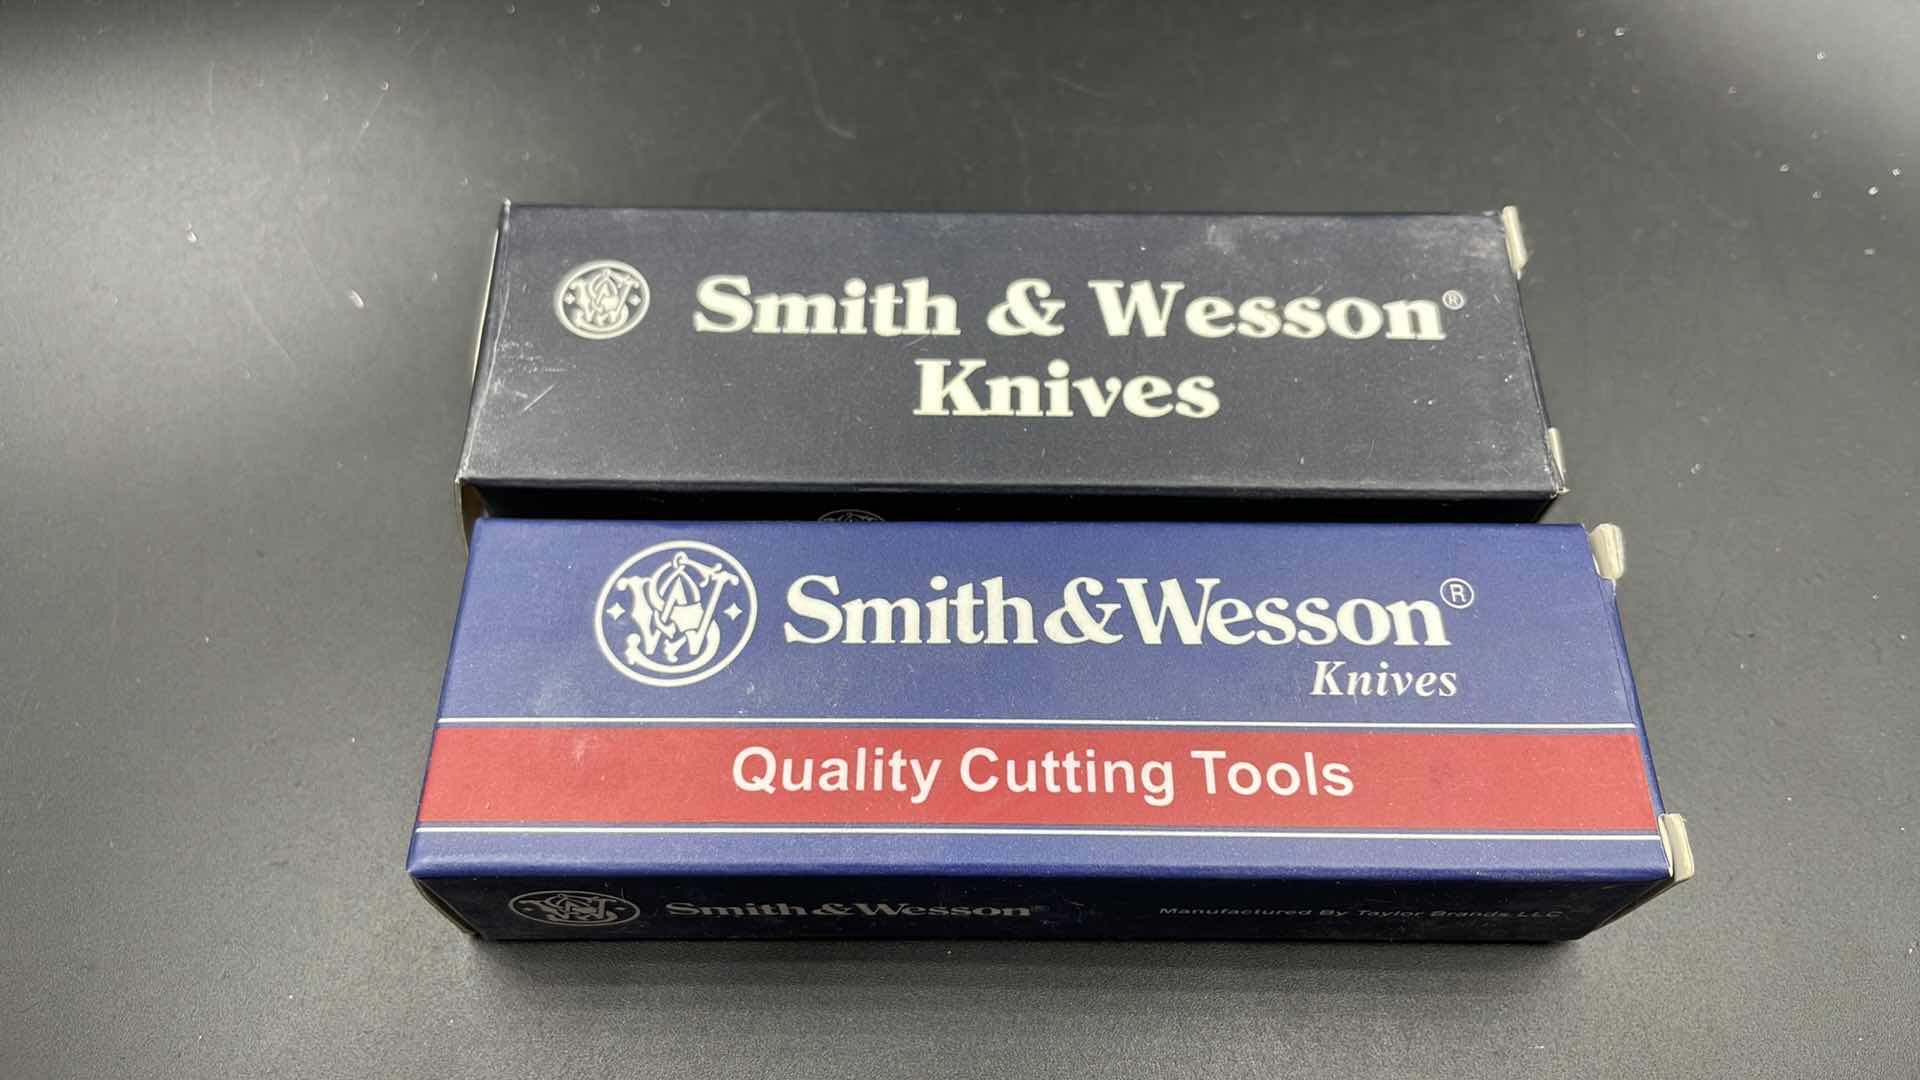 Smith & Wesson®
Knives
Smith&Wesson®
Knives
Quality Cutting Tools
Smith&Wesson®
Manufactured By Taylor Brands LLC